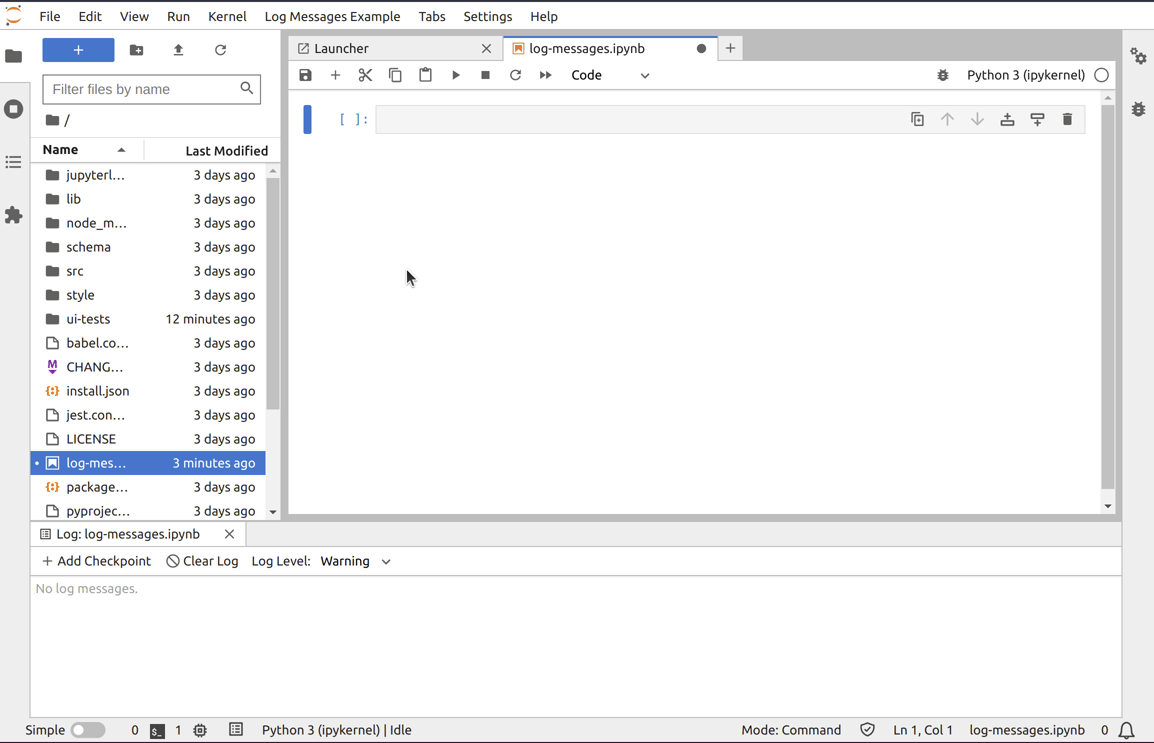 File Edit View Run Kernel Log Messages Example Tabs Settings Help
Launcher
log-messages.ipynb
Code
Python 3 (ipykernel)
Filter files by name
/
Name Last Modified
jupyterl... 3 days ago
lib 3 days ago
node_m... 3 days ago
schema 3 days ago
src 3 days ago
style 3 days ago
ui-tests 12 minutes ago
babel.co... 3 days ago
CHANG... 3 days ago
install.json 3 days ago
jest.con... 3 days ago
LICENSE 3 days ago
log-mes... 3 minutes ago
package... 3 days ago
pyprojec... 3 days ago
[ ]:
Log: log-messages.ipynb
Add Checkpoint Clear Log Log Level: Warning
No log messages.
Simple 0 1 Python 3 (ipykernel) | Idle Mode: Command Ln 1, Col 1 log-messages.ipynb 0